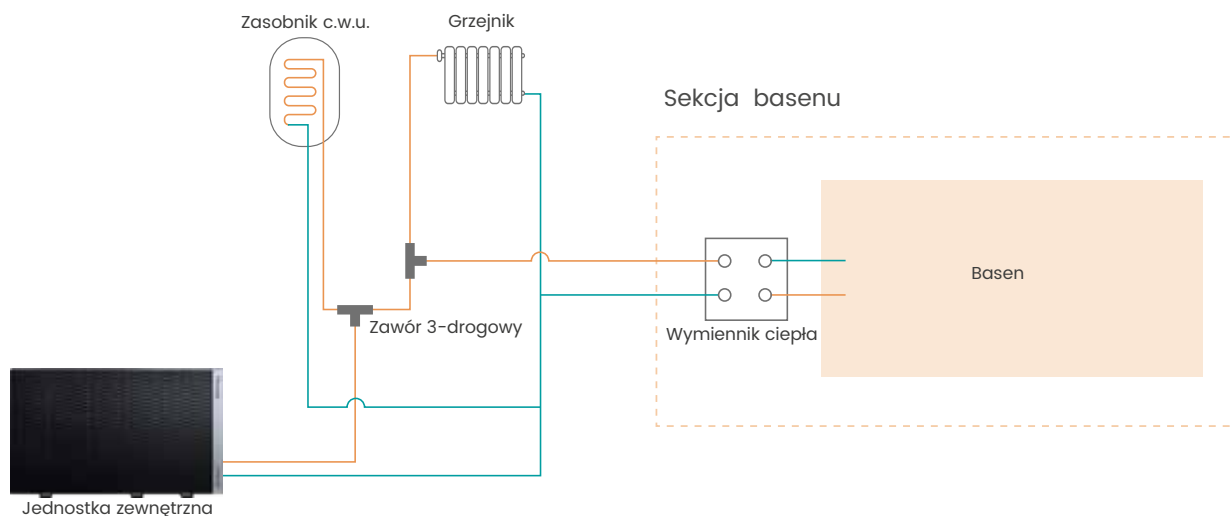 Zasobnik c.w.u.
Grzejnik
Sekcja basenu
Basen
Zawór 3-drogowy
Wymiennik ciepła
Jednostka zewnętrzna